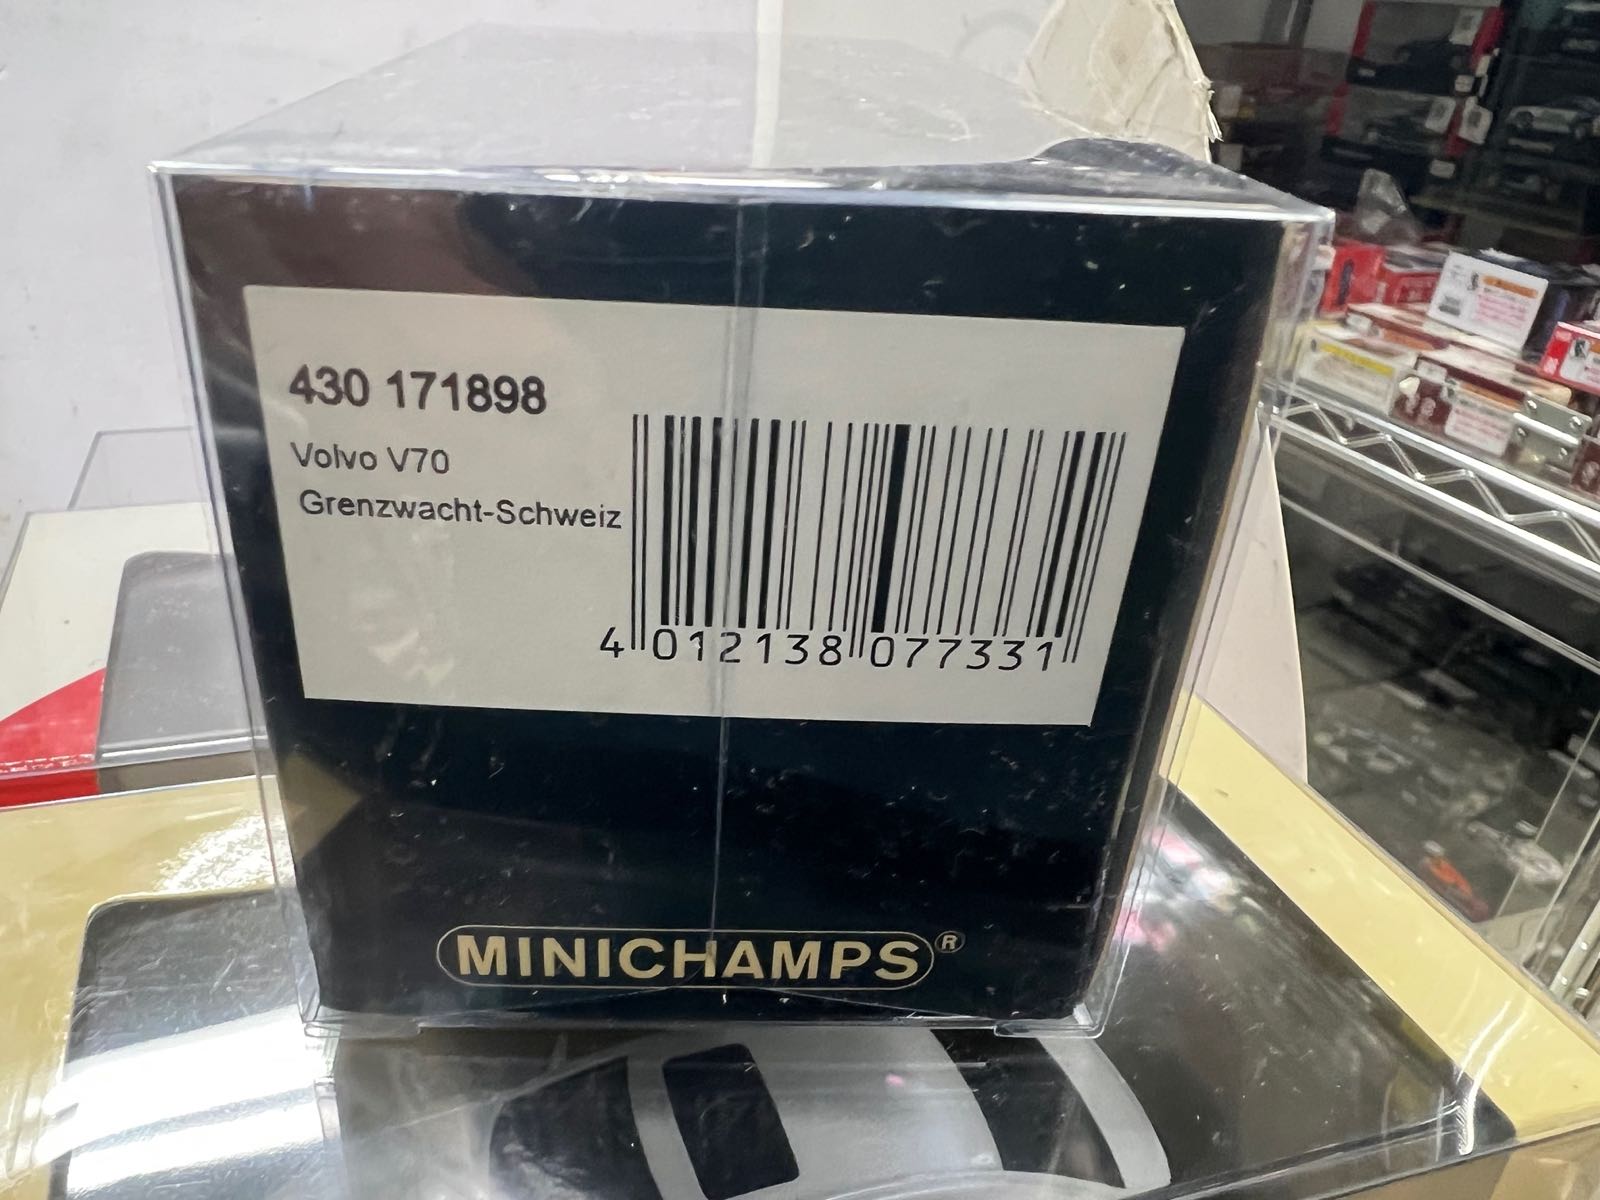 430 171898
Volvo V70
Grenzwacht-Schweiz
4 012138 077331
MINICHAMPS®